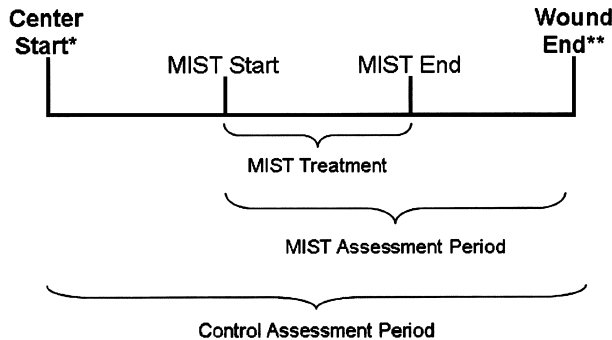 Center
Start*
MIST Start
MIST End
Wound
End**
MIST Treatment
MIST Assessment Period
Control Assessment Period